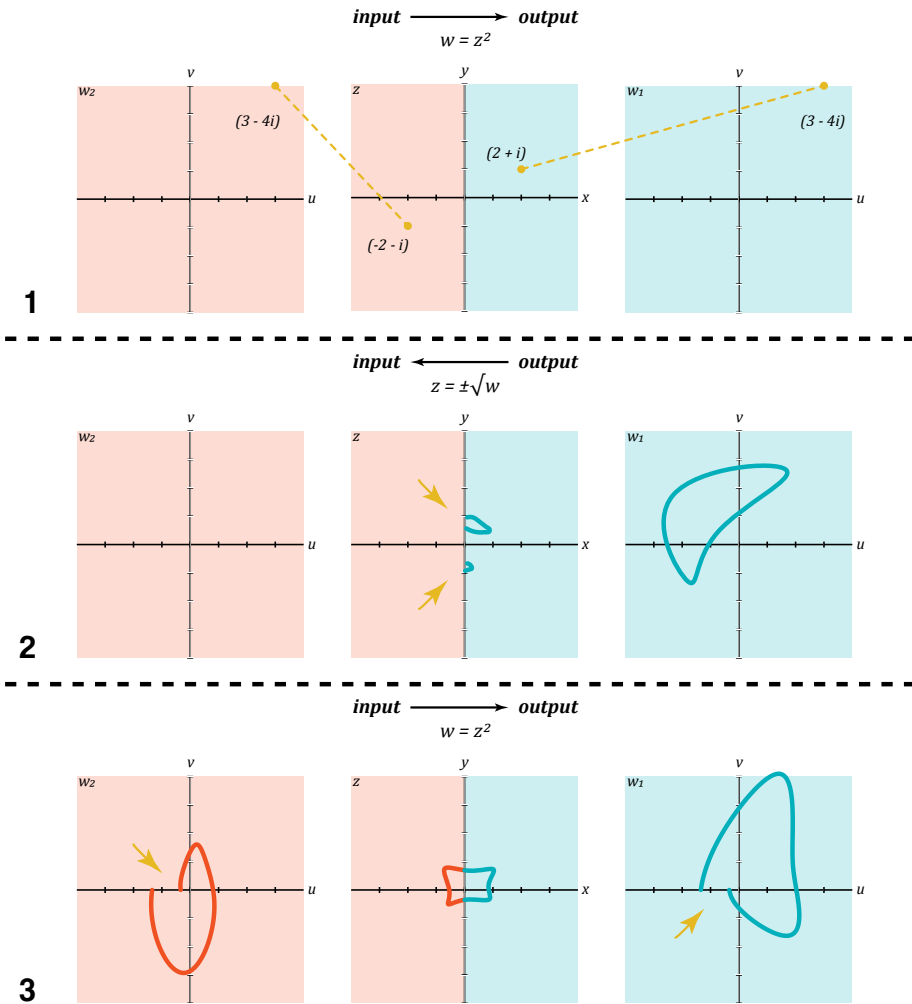 input output
w = z²
v y v
w₂ z w₁
(3 - 4i) (2 + i) (3 - 4i)
u x u
(-2 - i)
1
input output
z = ±√w
v y v
w₂ z w₁
u x u
2
input output
w = z²
v y v
w₂ z w₁
u x u
3